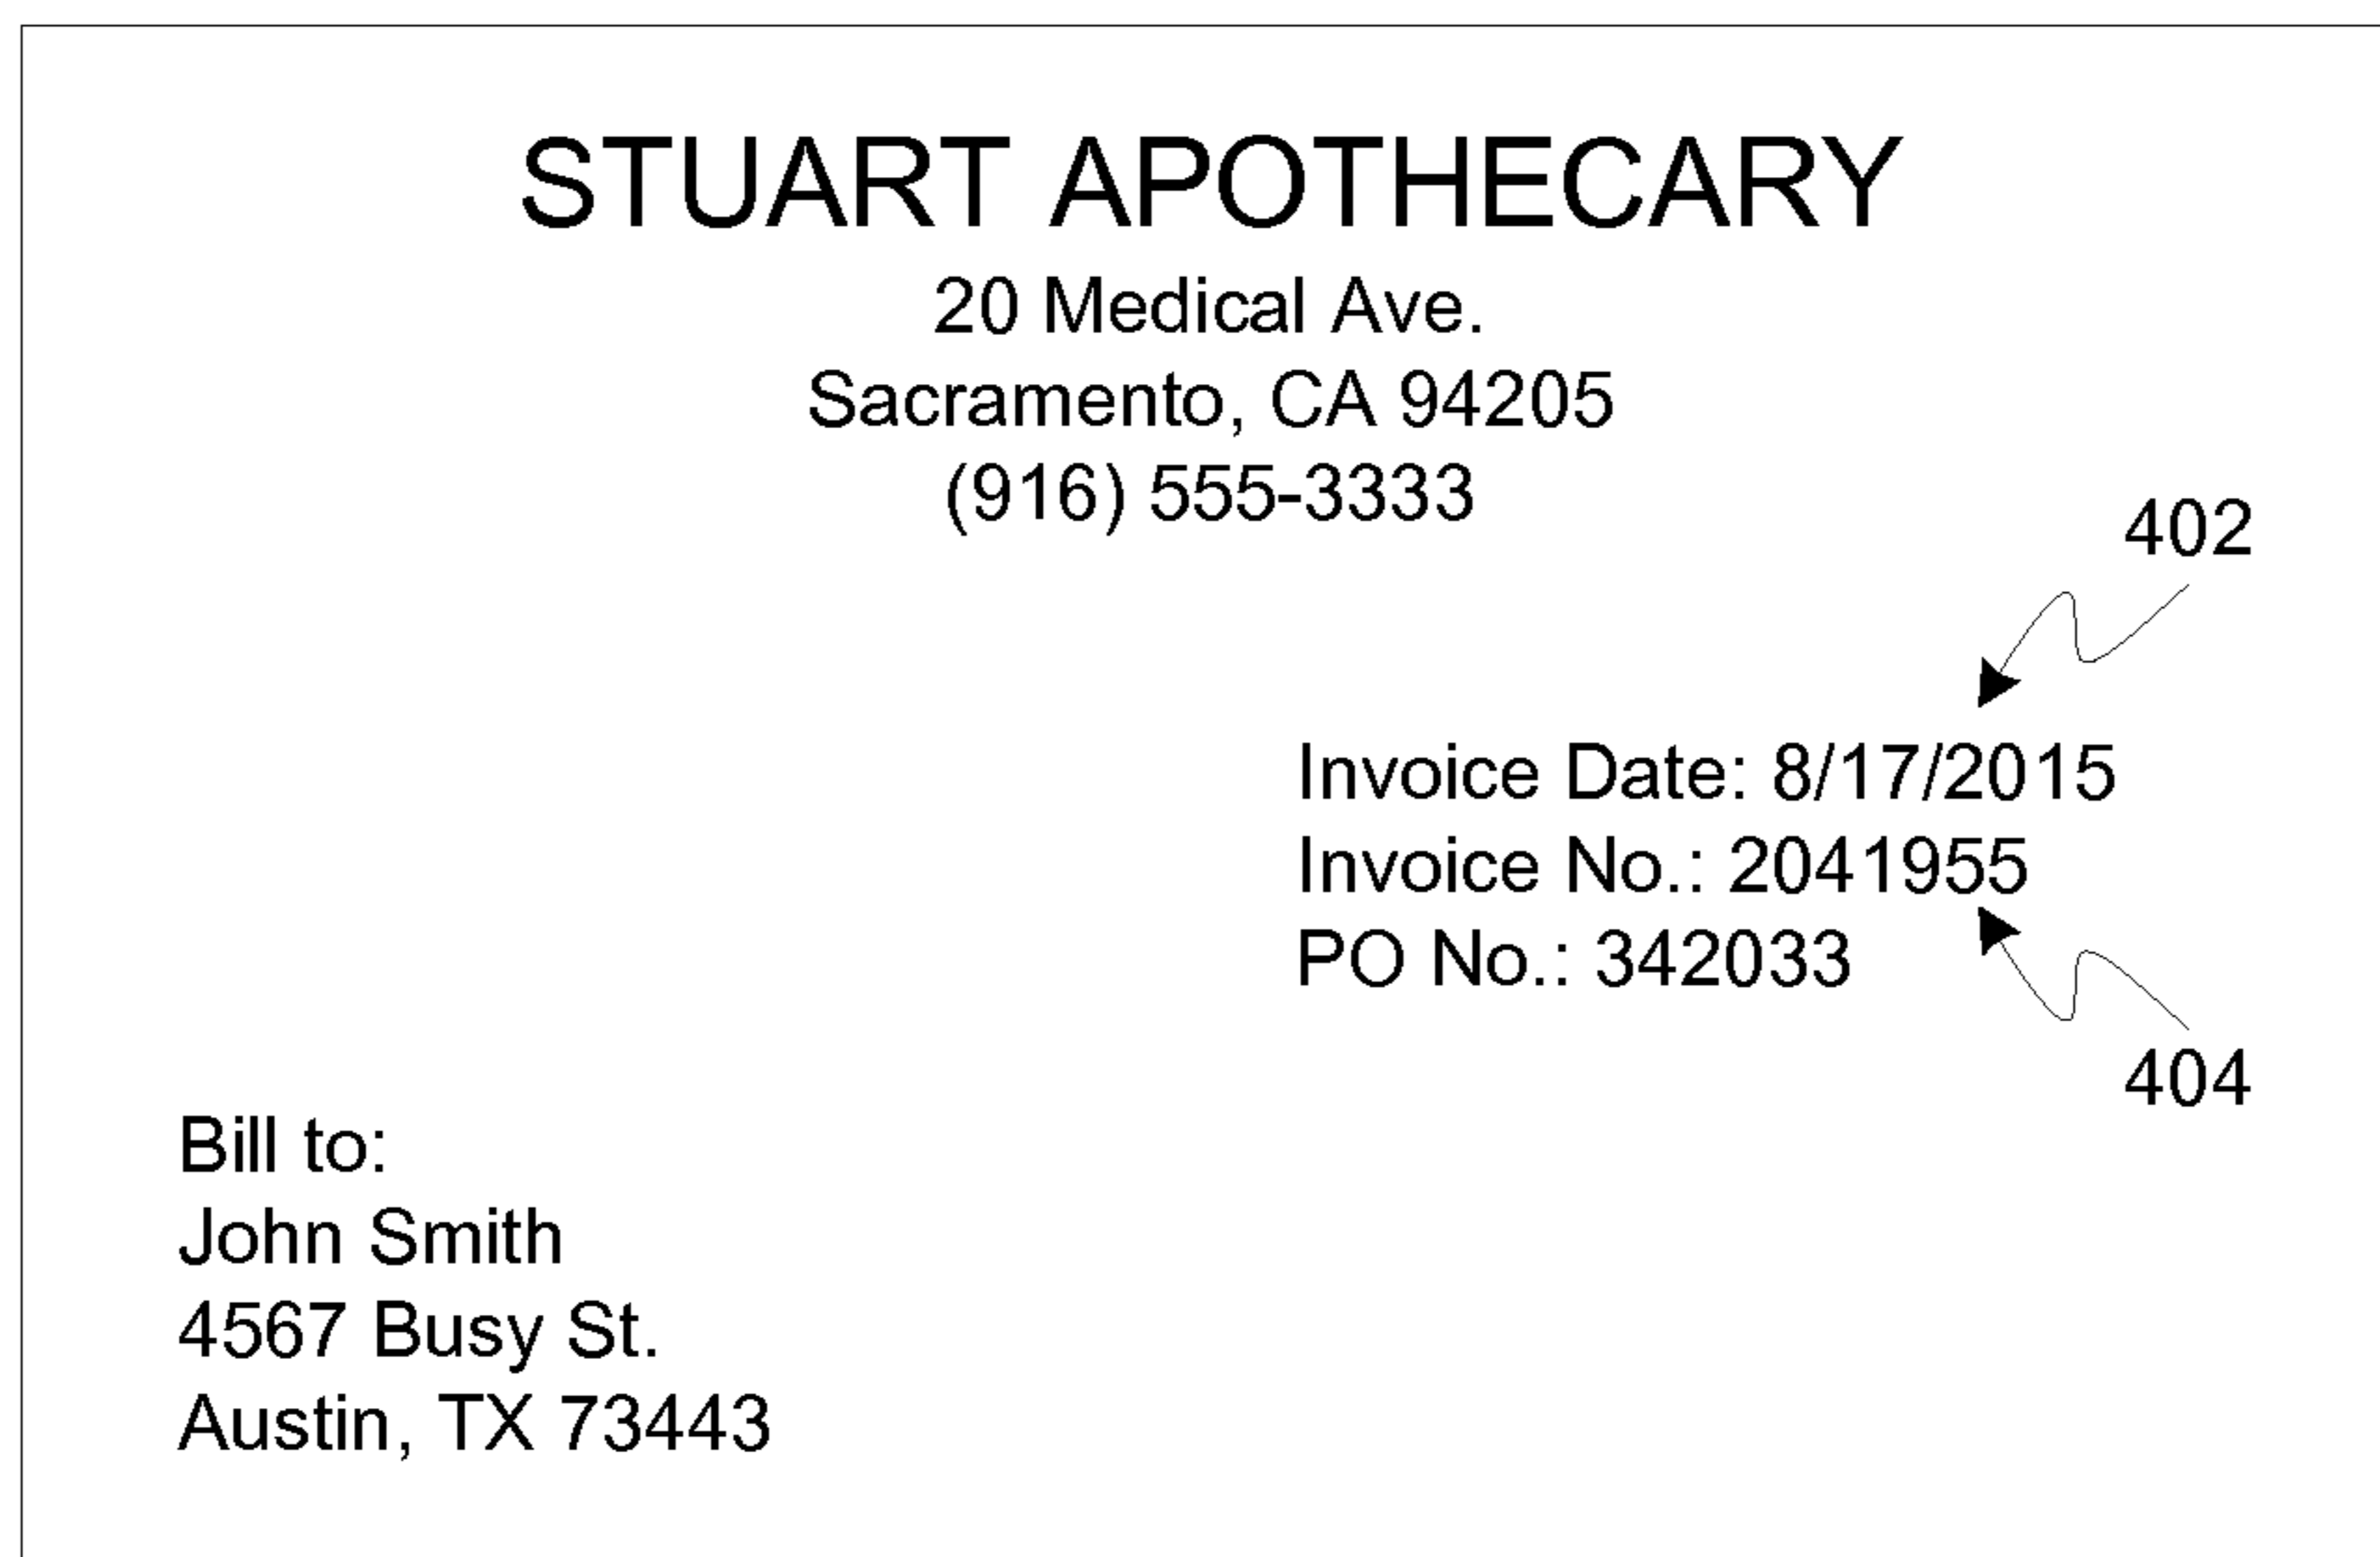 STUART APOTHECARY
20 Medical Ave.
Sacramento, CA 94205
(916) 555-3333
402
Invoice Date: 8/17/2015
Invoice No.: 2041955
PO No.: 342033
404
Bill to:
John Smith
4567 Busy St.
Austin, TX 73443